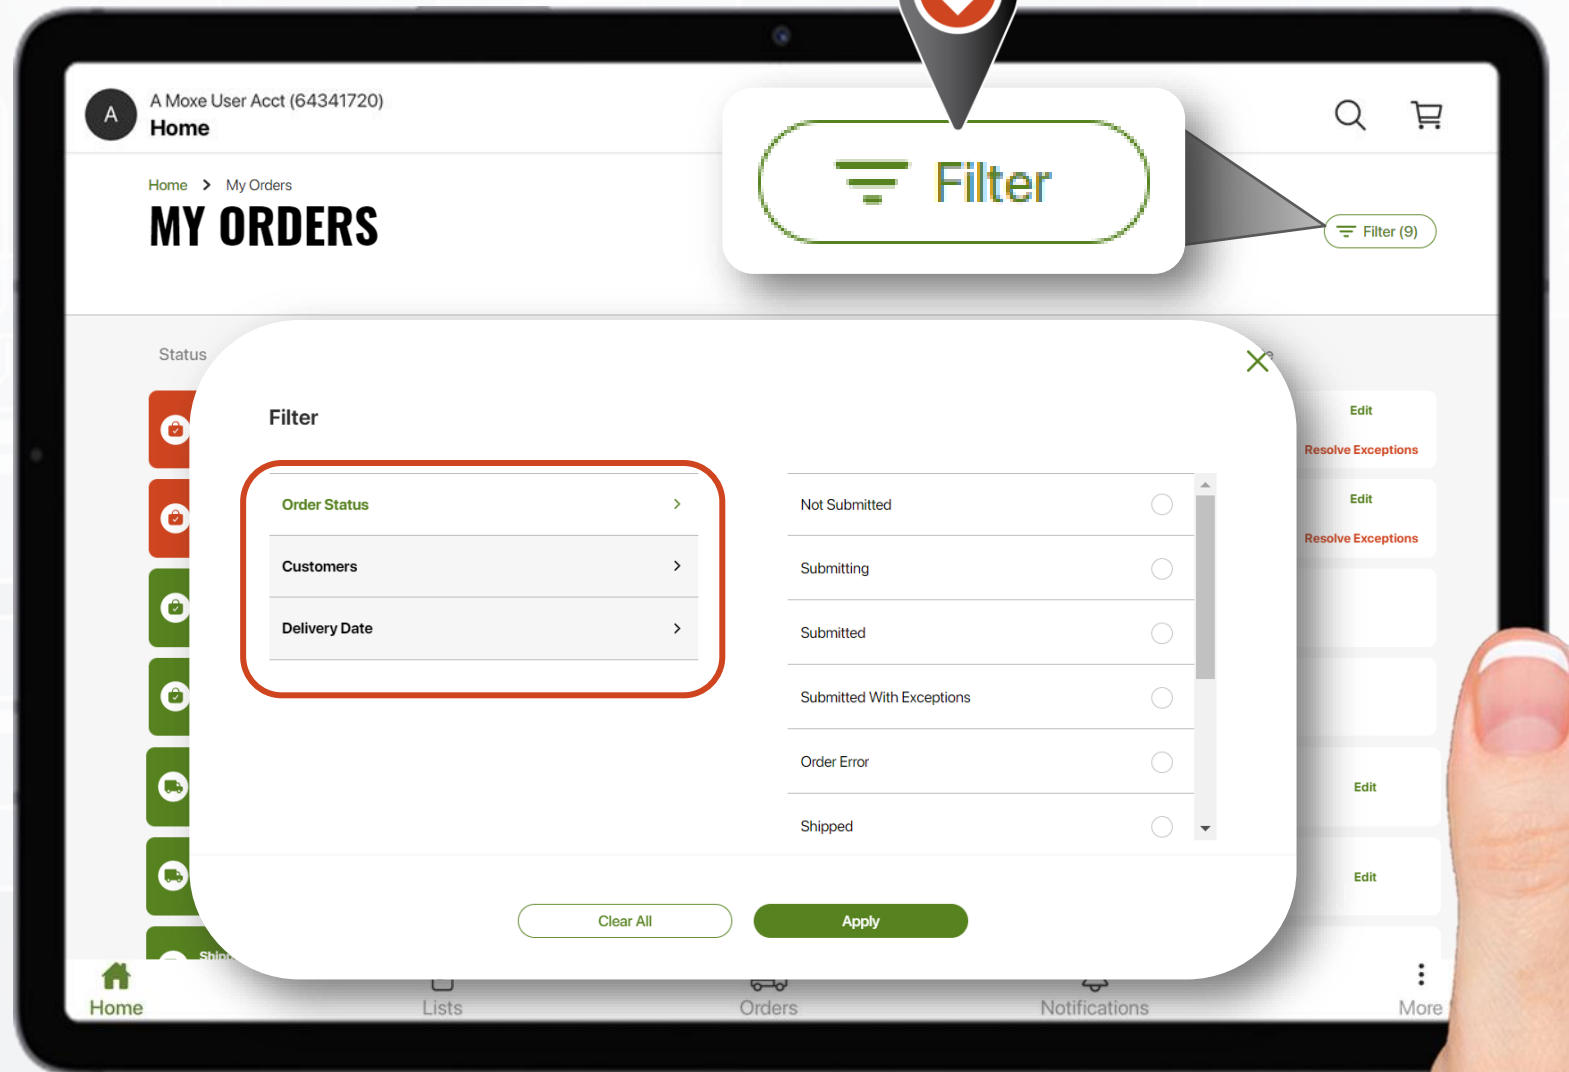 A
A Moxe User Acct (64341720)
Home
Home > My Orders
MY ORDERS
Filter
Filter (9)
Status
Filter
Order Status
Customers
Delivery Date
Not Submitted
Submitting
Submitted
Submitted With Exceptions
Order Error
Shipped
Clear All
Apply
Edit
Resolve Exceptions
Edit
Resolve Exceptions
Edit
Edit
Home
Lists
Orders
Notifications
More